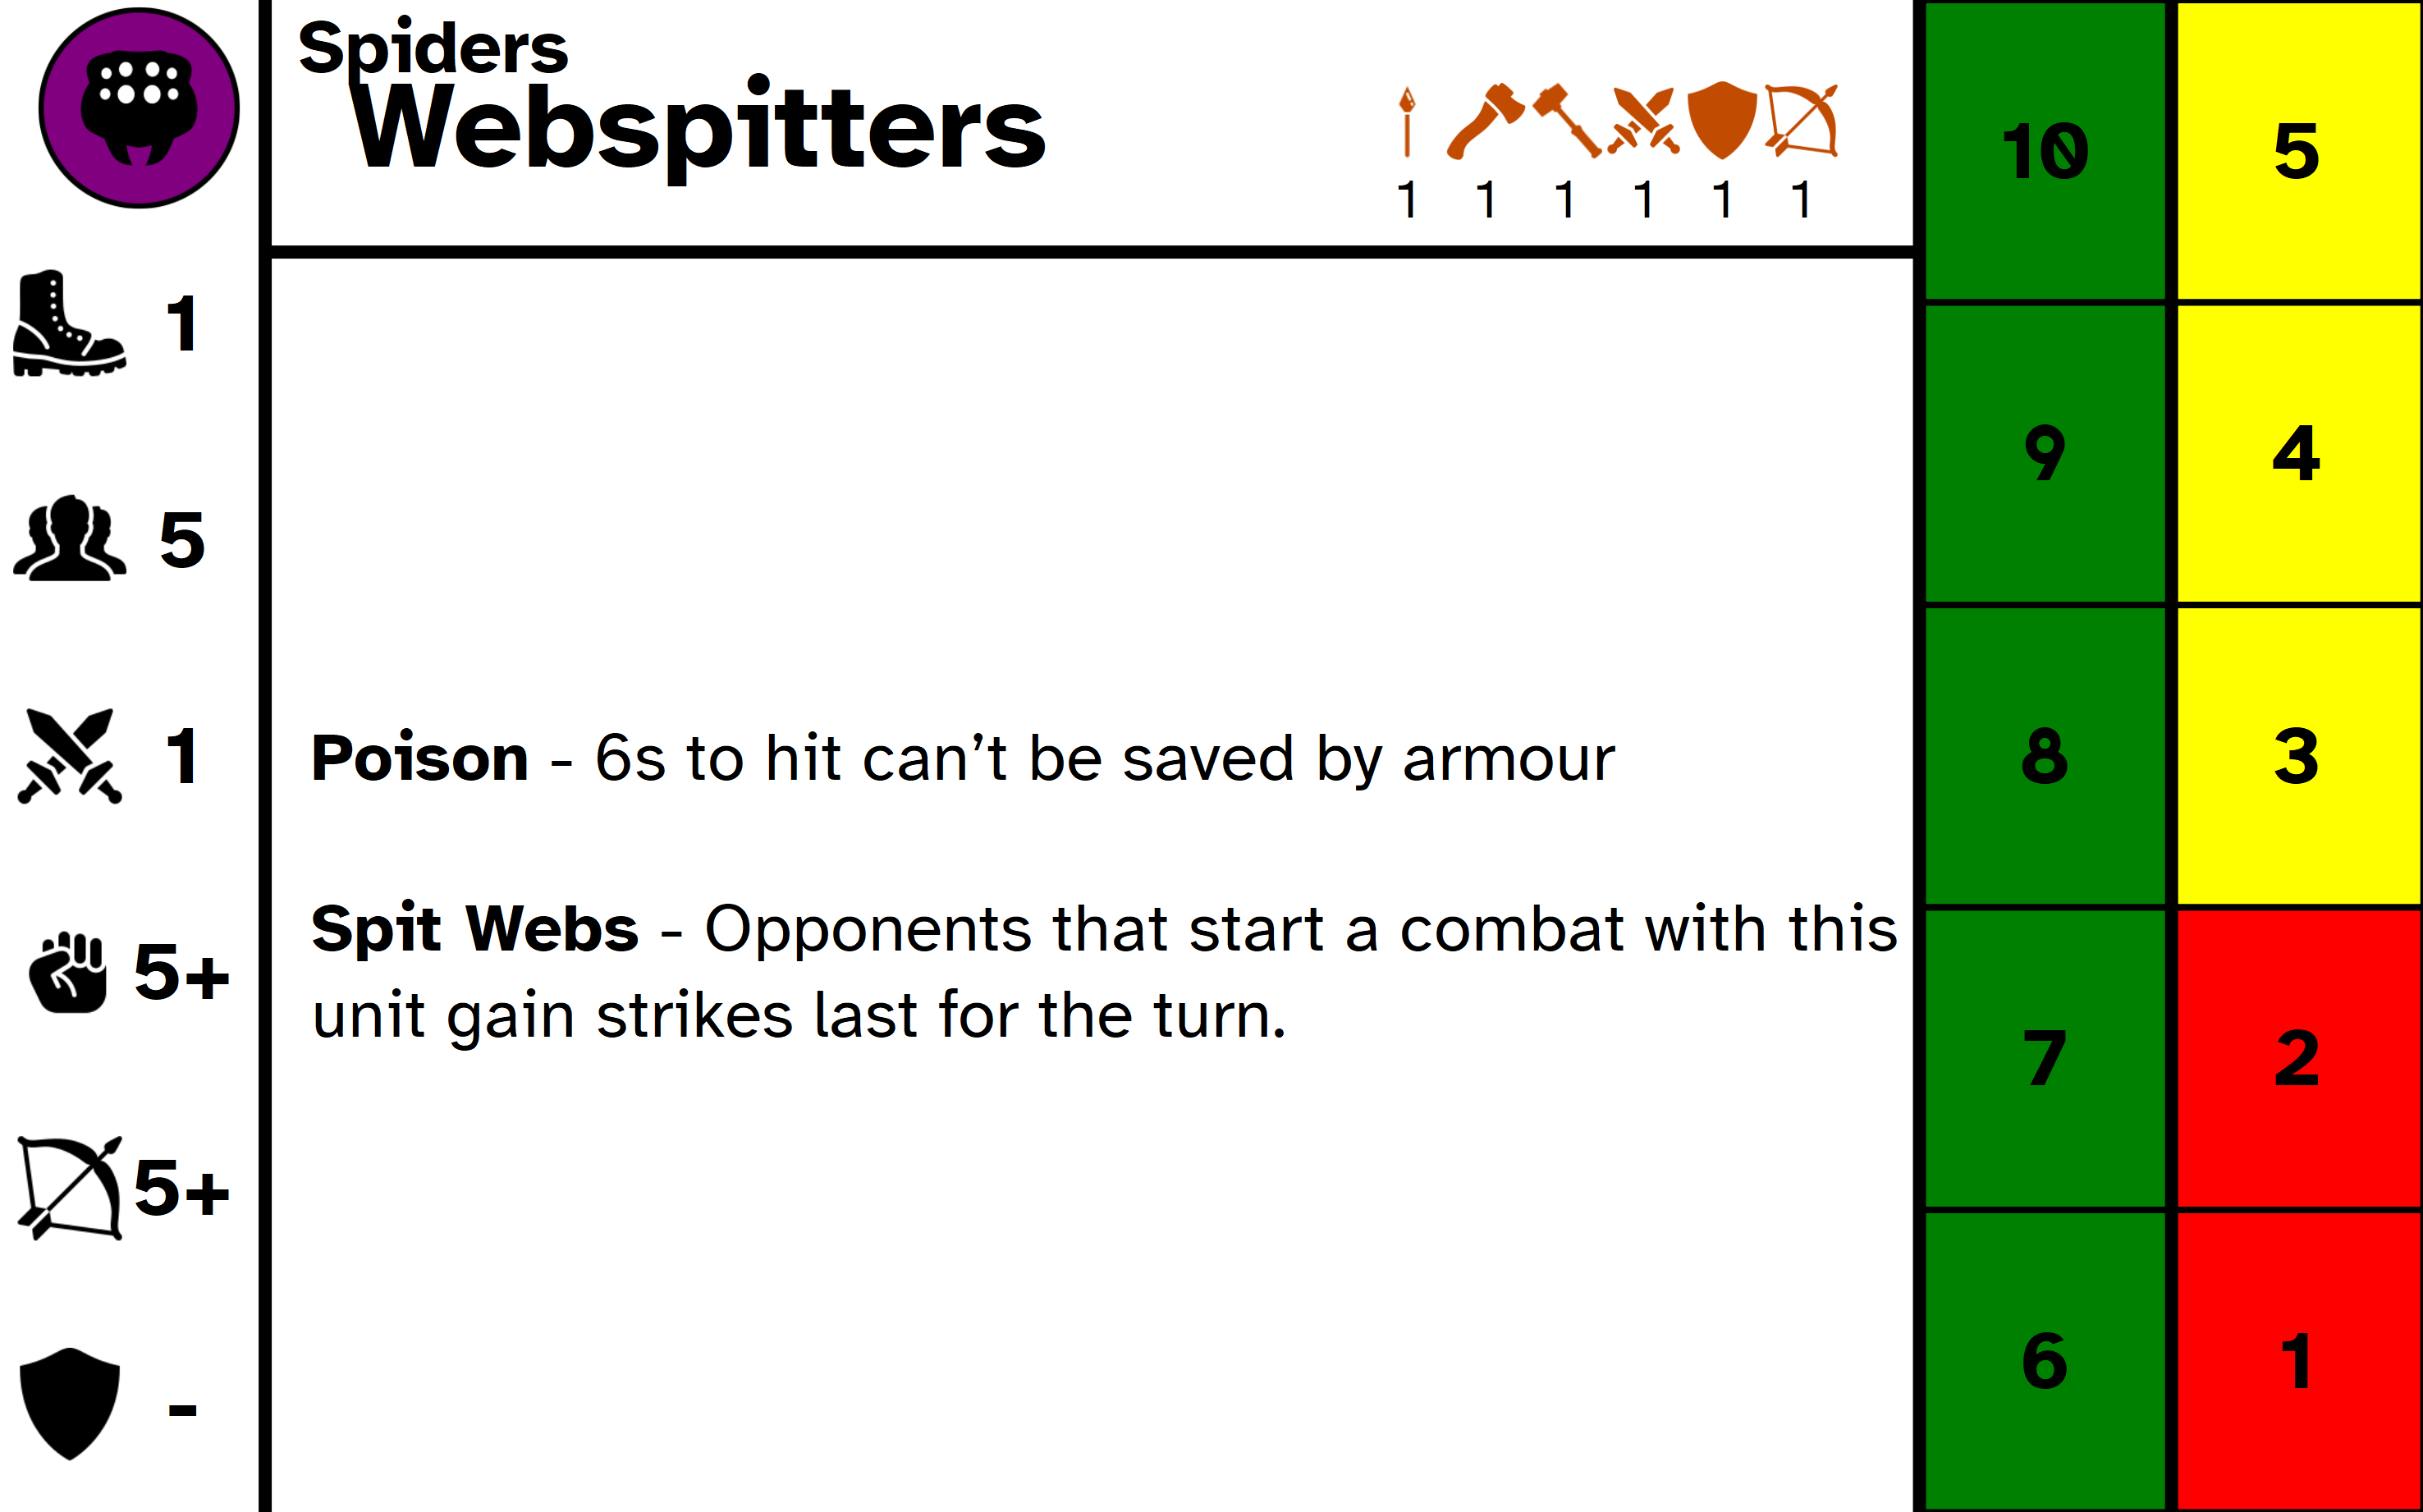 Spiders
Webspitters
1 1 1 1 1 1
1
5
1
5+
5+
-
Poison - 6s to hit can’t be saved by armour
Spit Webs - Opponents that start a combat with this
unit gain strikes last for the turn.
10 5
9 4
8 3
7 2
6 1